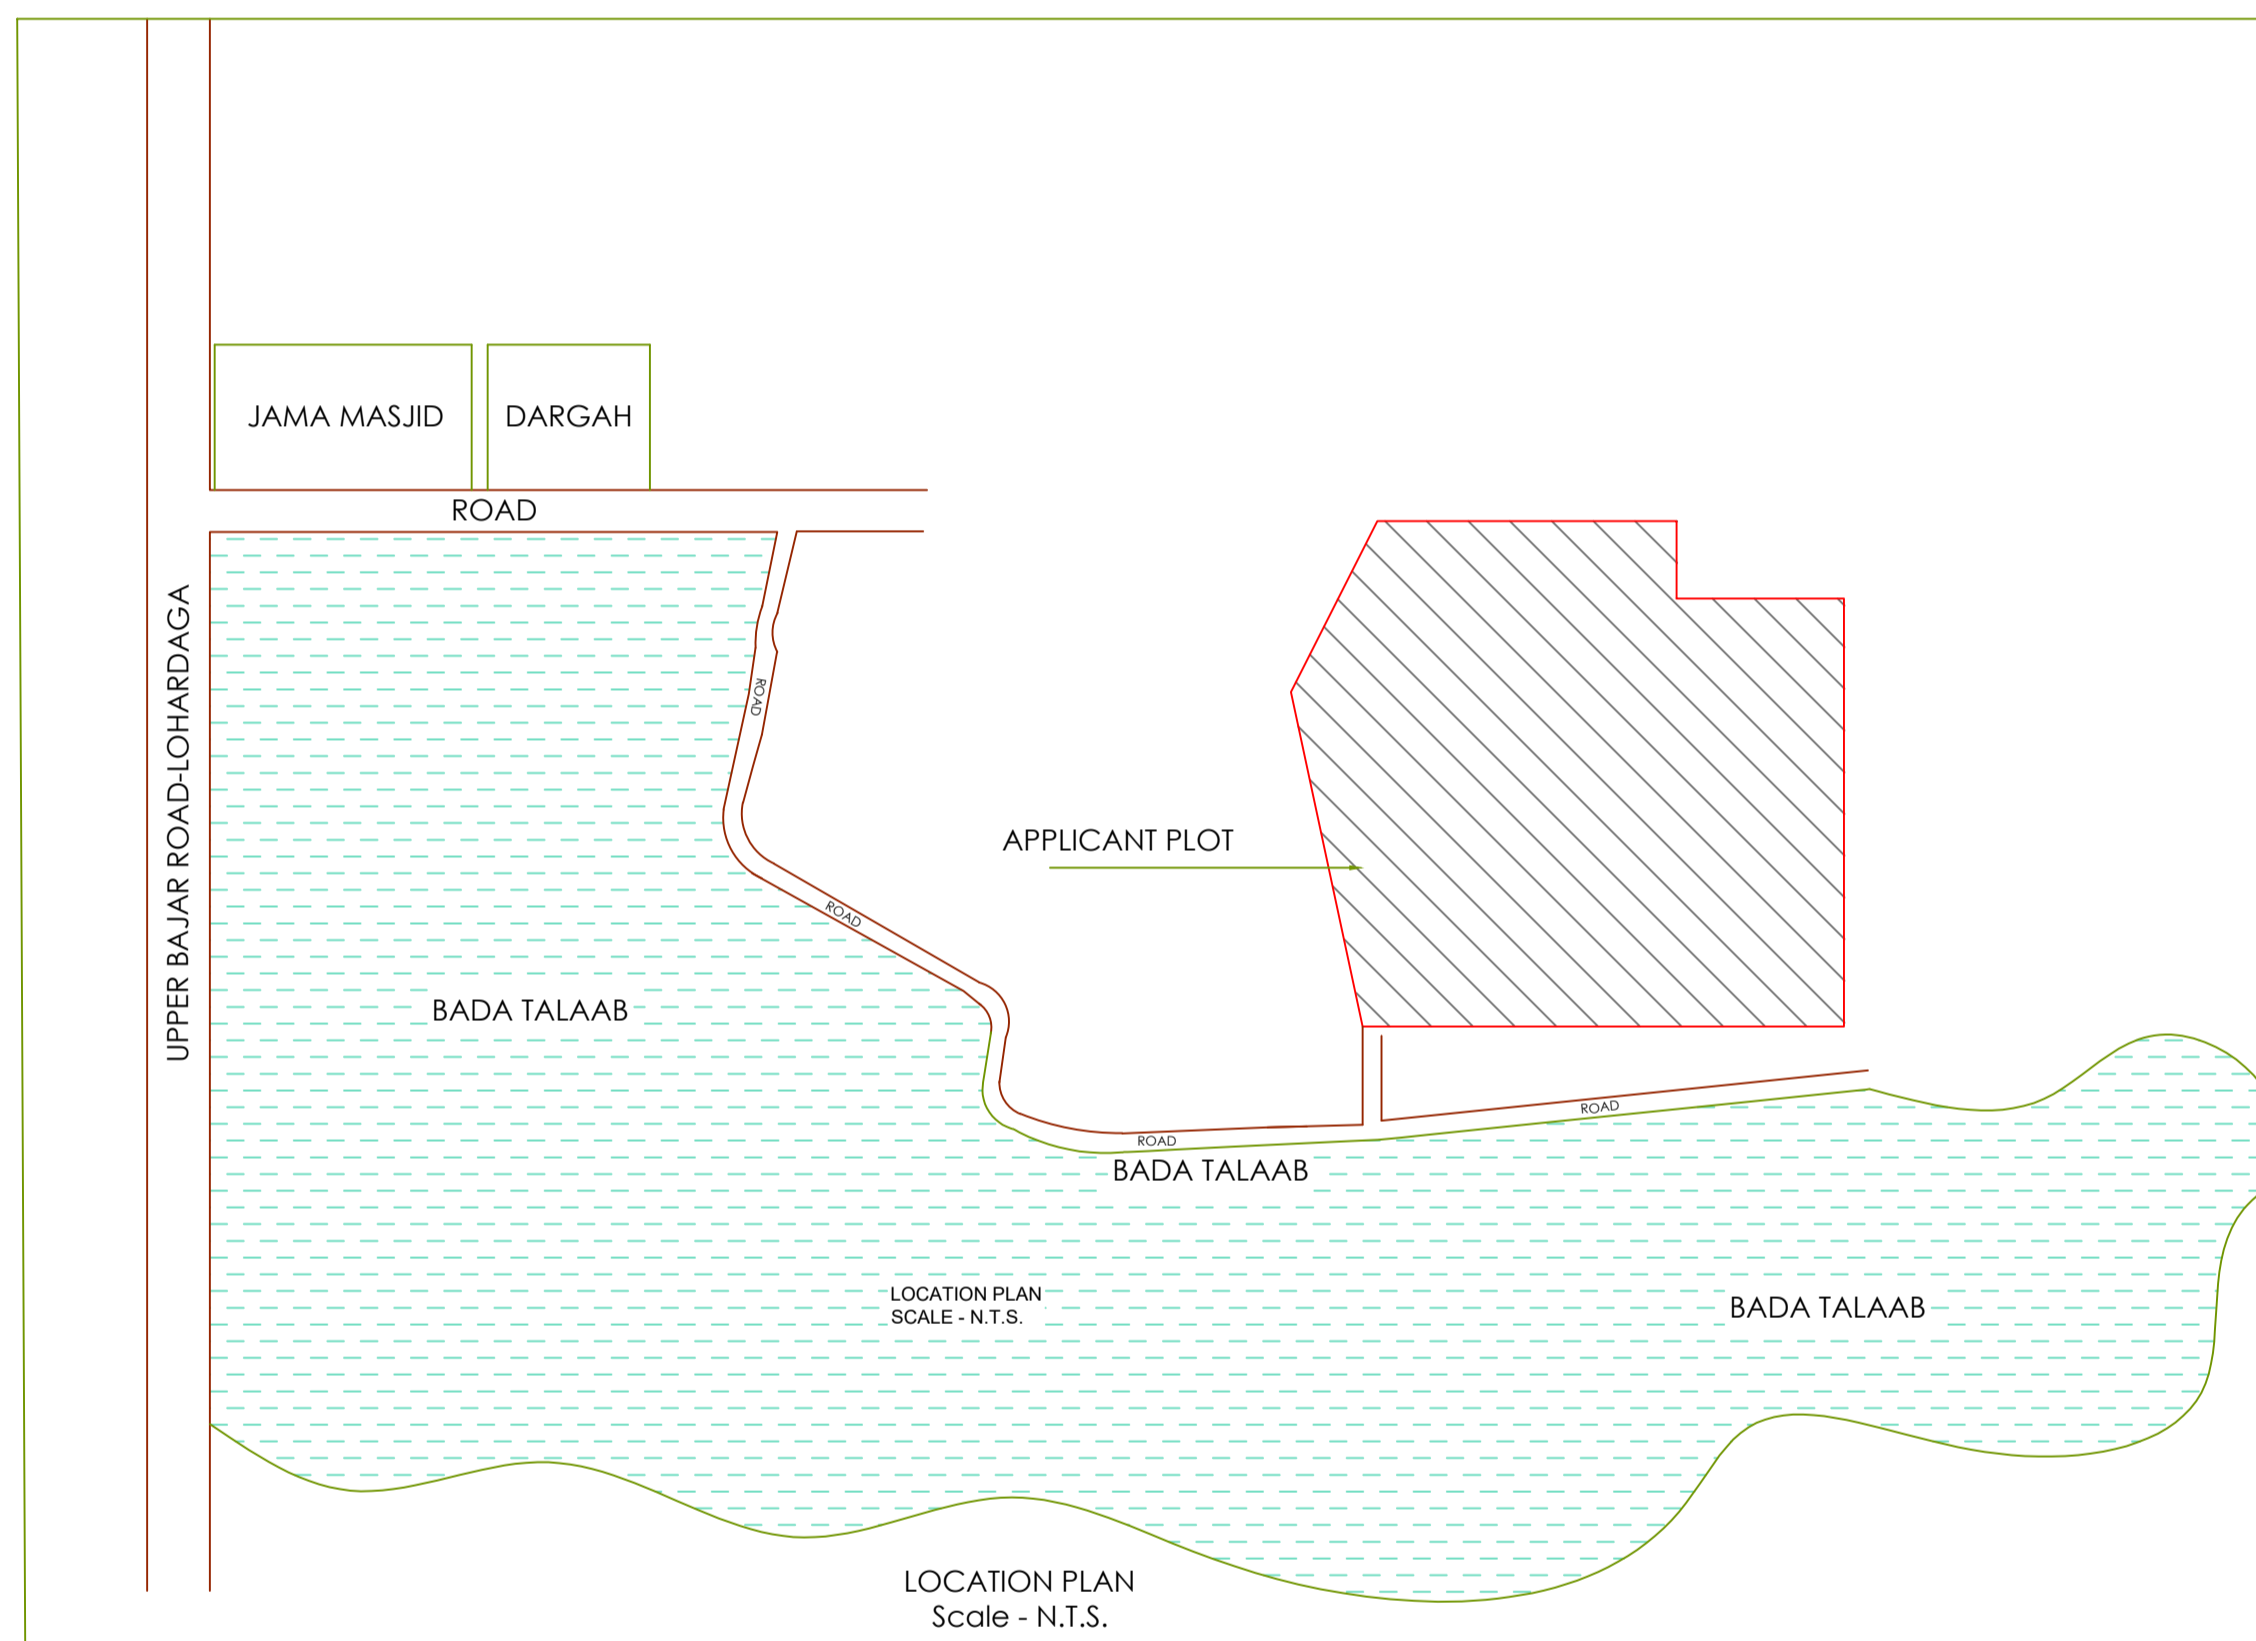 JAMA MASJID
DARGAH
ROAD
UPPER BAJAR ROAD-LOHARDAGA
ROAD
APPLICANT PLOT
ROAD
BADA TALAAB
ROAD
ROAD
BADA TALAAB
LOCATION PLAN
SCALE - N.T.S.
BADA TALAAB
LOCATION PLAN
Scale - N.T.S.